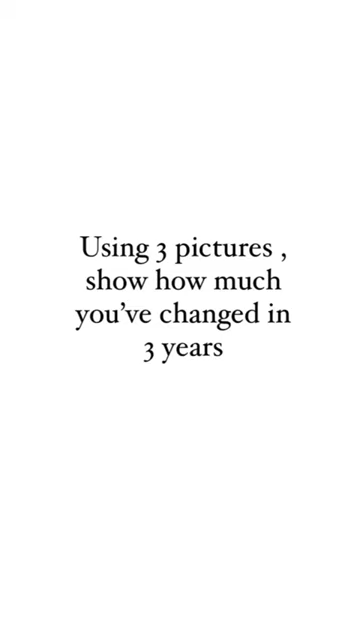 Using 3 pictures ,
show how much
you’ve changed in
3 years